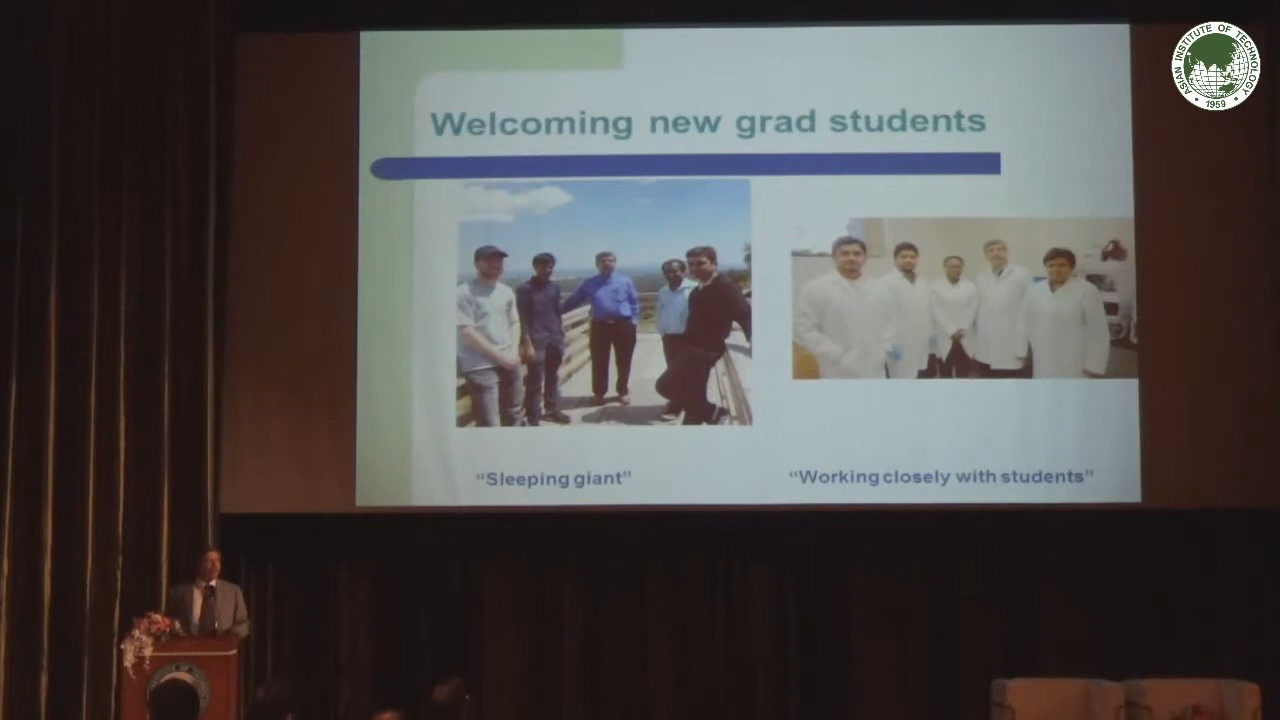 Welcoming new grad students
"Sleeping giant"
"Working closely with students"
ASIAN INSTITUTE OF TECHNOLOGY
1959